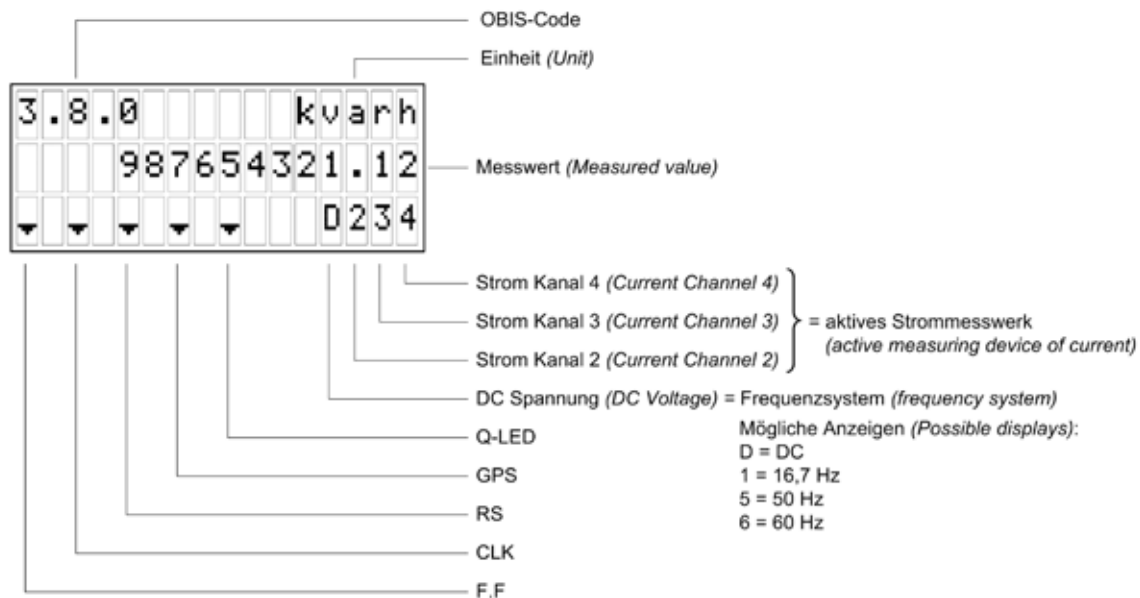 OBIS-Code
Einheit (Unit)
3.8.0 kvarh
987654321.12
Messwert (Measured value)
D234
Strom Kanal 4 (Current Channel 4)
Strom Kanal 3 (Current Channel 3)
Strom Kanal 2 (Current Channel 2)
= aktives Strommesswerk
(active measuring device of current)
DC Spannung (DC Voltage) = Frequenzsystem (frequency system)
Mögliche Anzeigen (Possible displays):
D = DC
1 = 16,7 Hz
5 = 50 Hz
6 = 60 Hz
Q-LED
GPS
RS
CLK
F.F